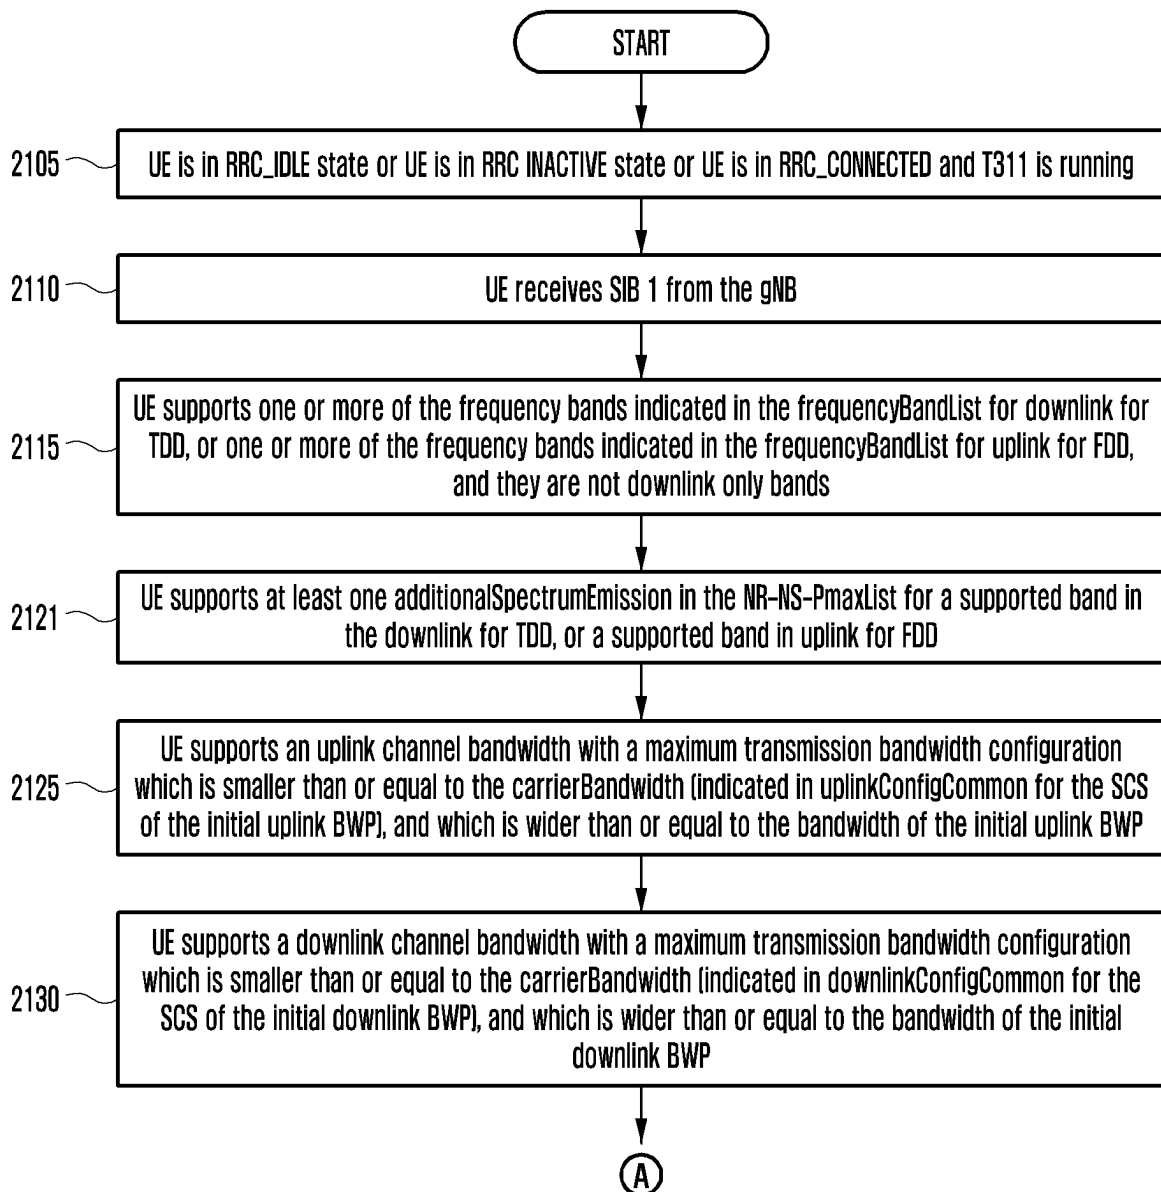 START
2105
UE is in RRC_IDLE state or UE is in RRC INACTIVE state or UE is in RRC_CONNECTED and T311 is running
2110
UE receives SIB 1 from the gNB
2115
UE supports one or more of the frequency bands indicated in the frequencyBandList for downlink for
TDD, or one or more of the frequency bands indicated in the frequencyBandList for uplink for FDD,
and they are not downlink only bands
2121
UE supports at least one additionalSpectrumEmission in the NR-NS-PmaxList for a supported band in
the downlink for TDD, or a supported band in uplink for FDD
2125
UE supports an uplink channel bandwidth with a maximum transmission bandwidth configuration
which is smaller than or equal to the carrierBandwidth (indicated in uplinkConfigCommon for the SCS
of the initial uplink BWP), and which is wider than or equal to the bandwidth of the initial uplink BWP
2130
UE supports a downlink channel bandwidth with a maximum transmission bandwidth configuration
which is smaller than or equal to the carrierBandwidth (indicated in downlinkConfigCommon for the
SCS of the initial downlink BWP), and which is wider than or equal to the bandwidth of the initial
downlink BWP
A